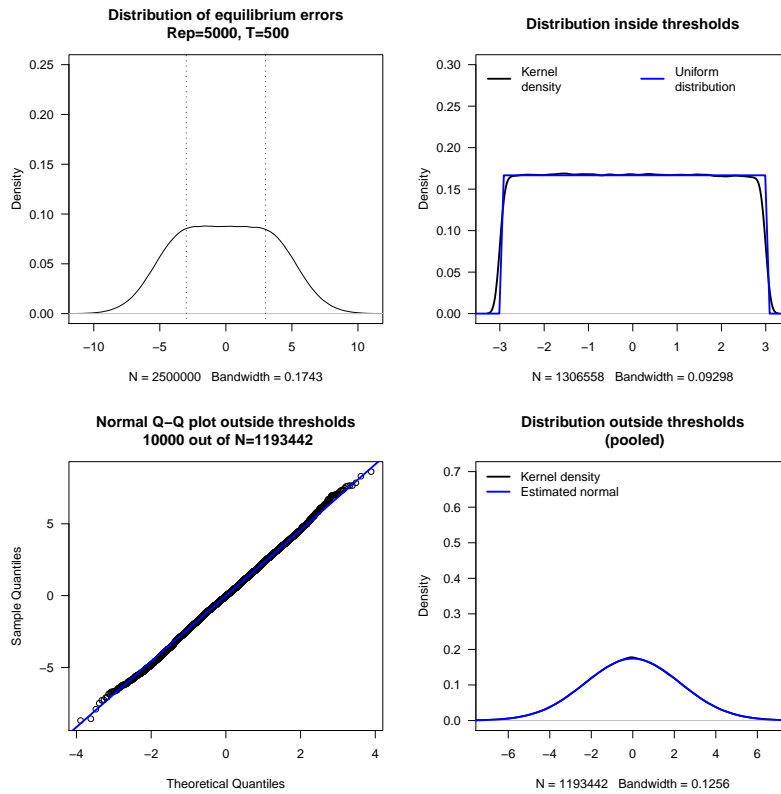 Distribution of equilibrium errors
Rep=5000, T=500
0.25
0.20
0.15
0.10
0.05
0.00
Density
−10
−5
0
5
10
N = 2500000   Bandwidth = 0.1743
Distribution inside thresholds
Kernel
density
Uniform
distribution
0.30
0.25
0.20
0.15
0.10
0.05
0.00
Density
−3
−2
−1
0
1
2
3
N = 1306558   Bandwidth = 0.09298
Normal Q−Q plot outside thresholds
10000 out of N=1193442
5
0
−5
Sample Quantiles
−4
−2
0
2
4
Theoretical Quantiles
Distribution outside thresholds
(pooled)
Kernel density
Estimated normal
0.7
0.6
0.5
0.4
0.3
0.2
0.1
0.0
Density
−6
−4
−2
0
2
4
6
N = 1193442   Bandwidth = 0.1256